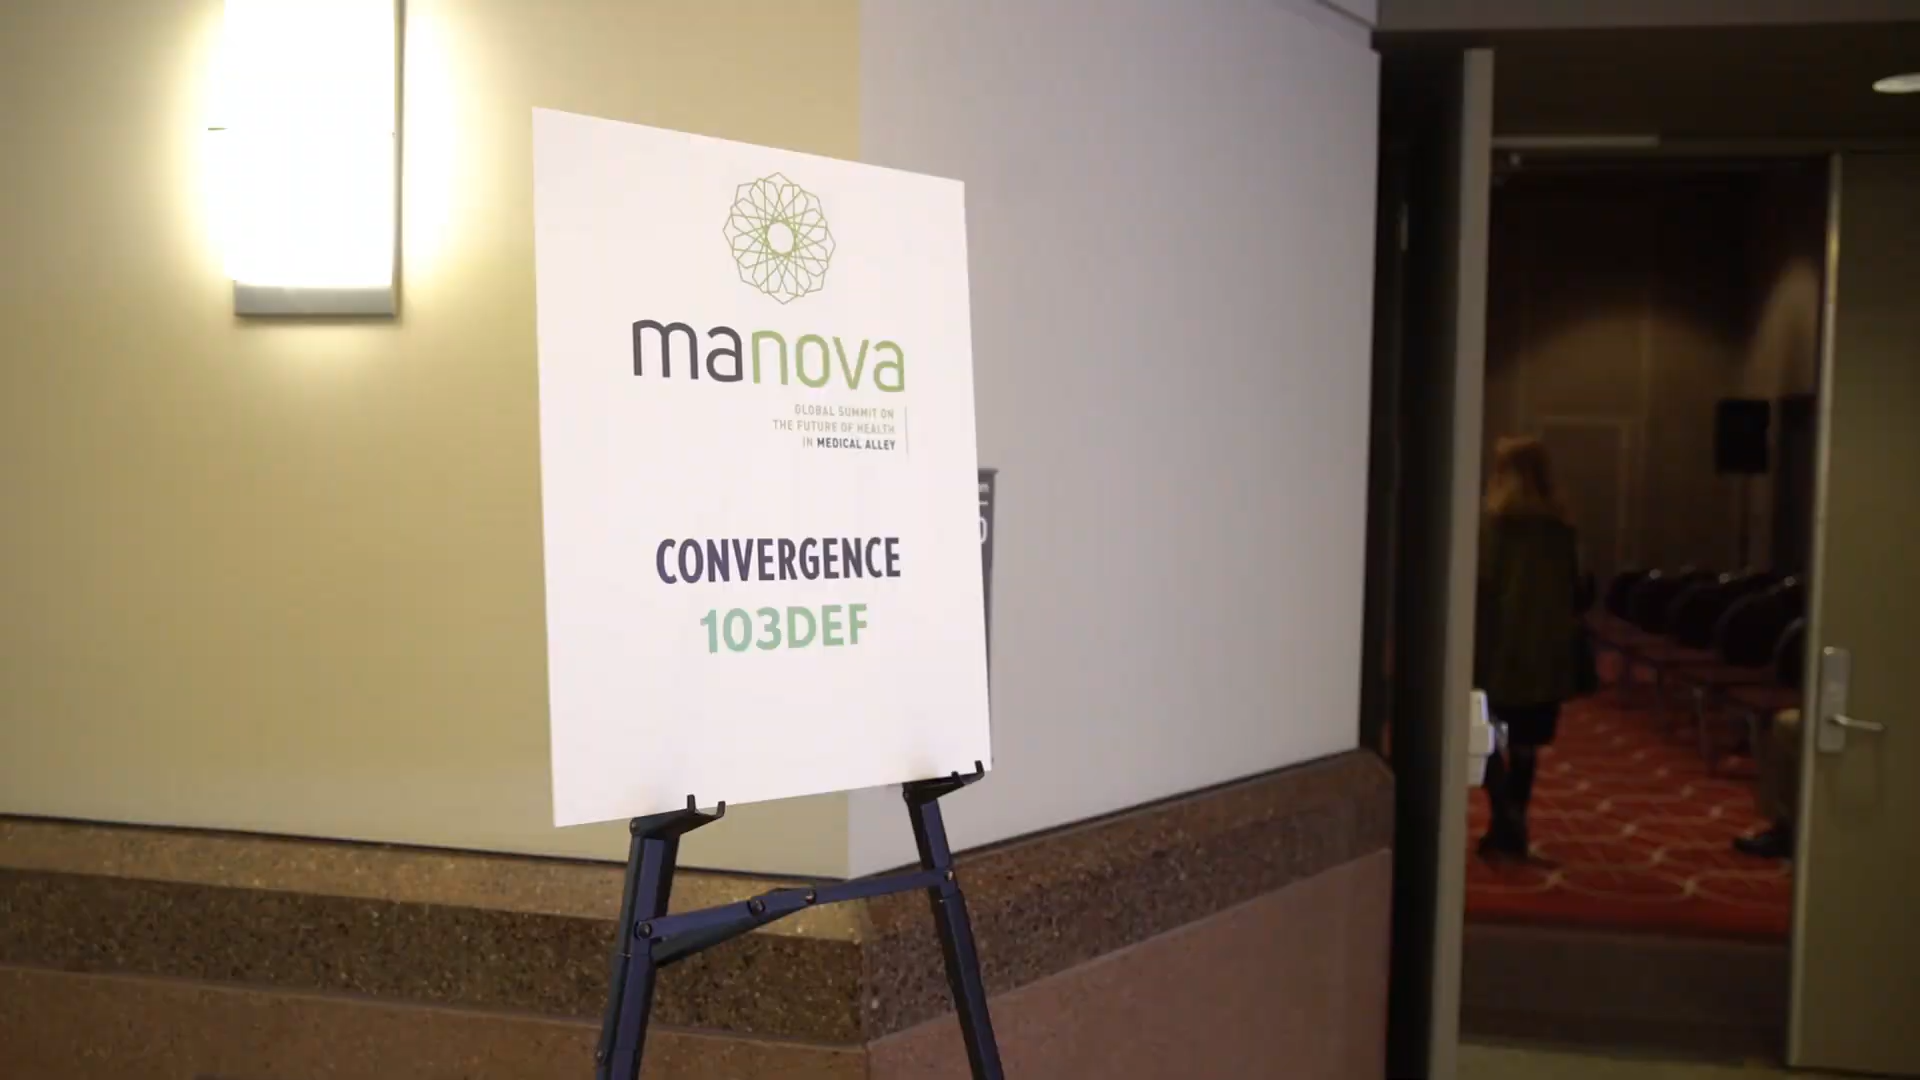 manova
GLOBAL SUMMIT ON
THE FUTURE OF HEALTH
IN MEDICAL ALLEY
CONVERGENCE
103DEF